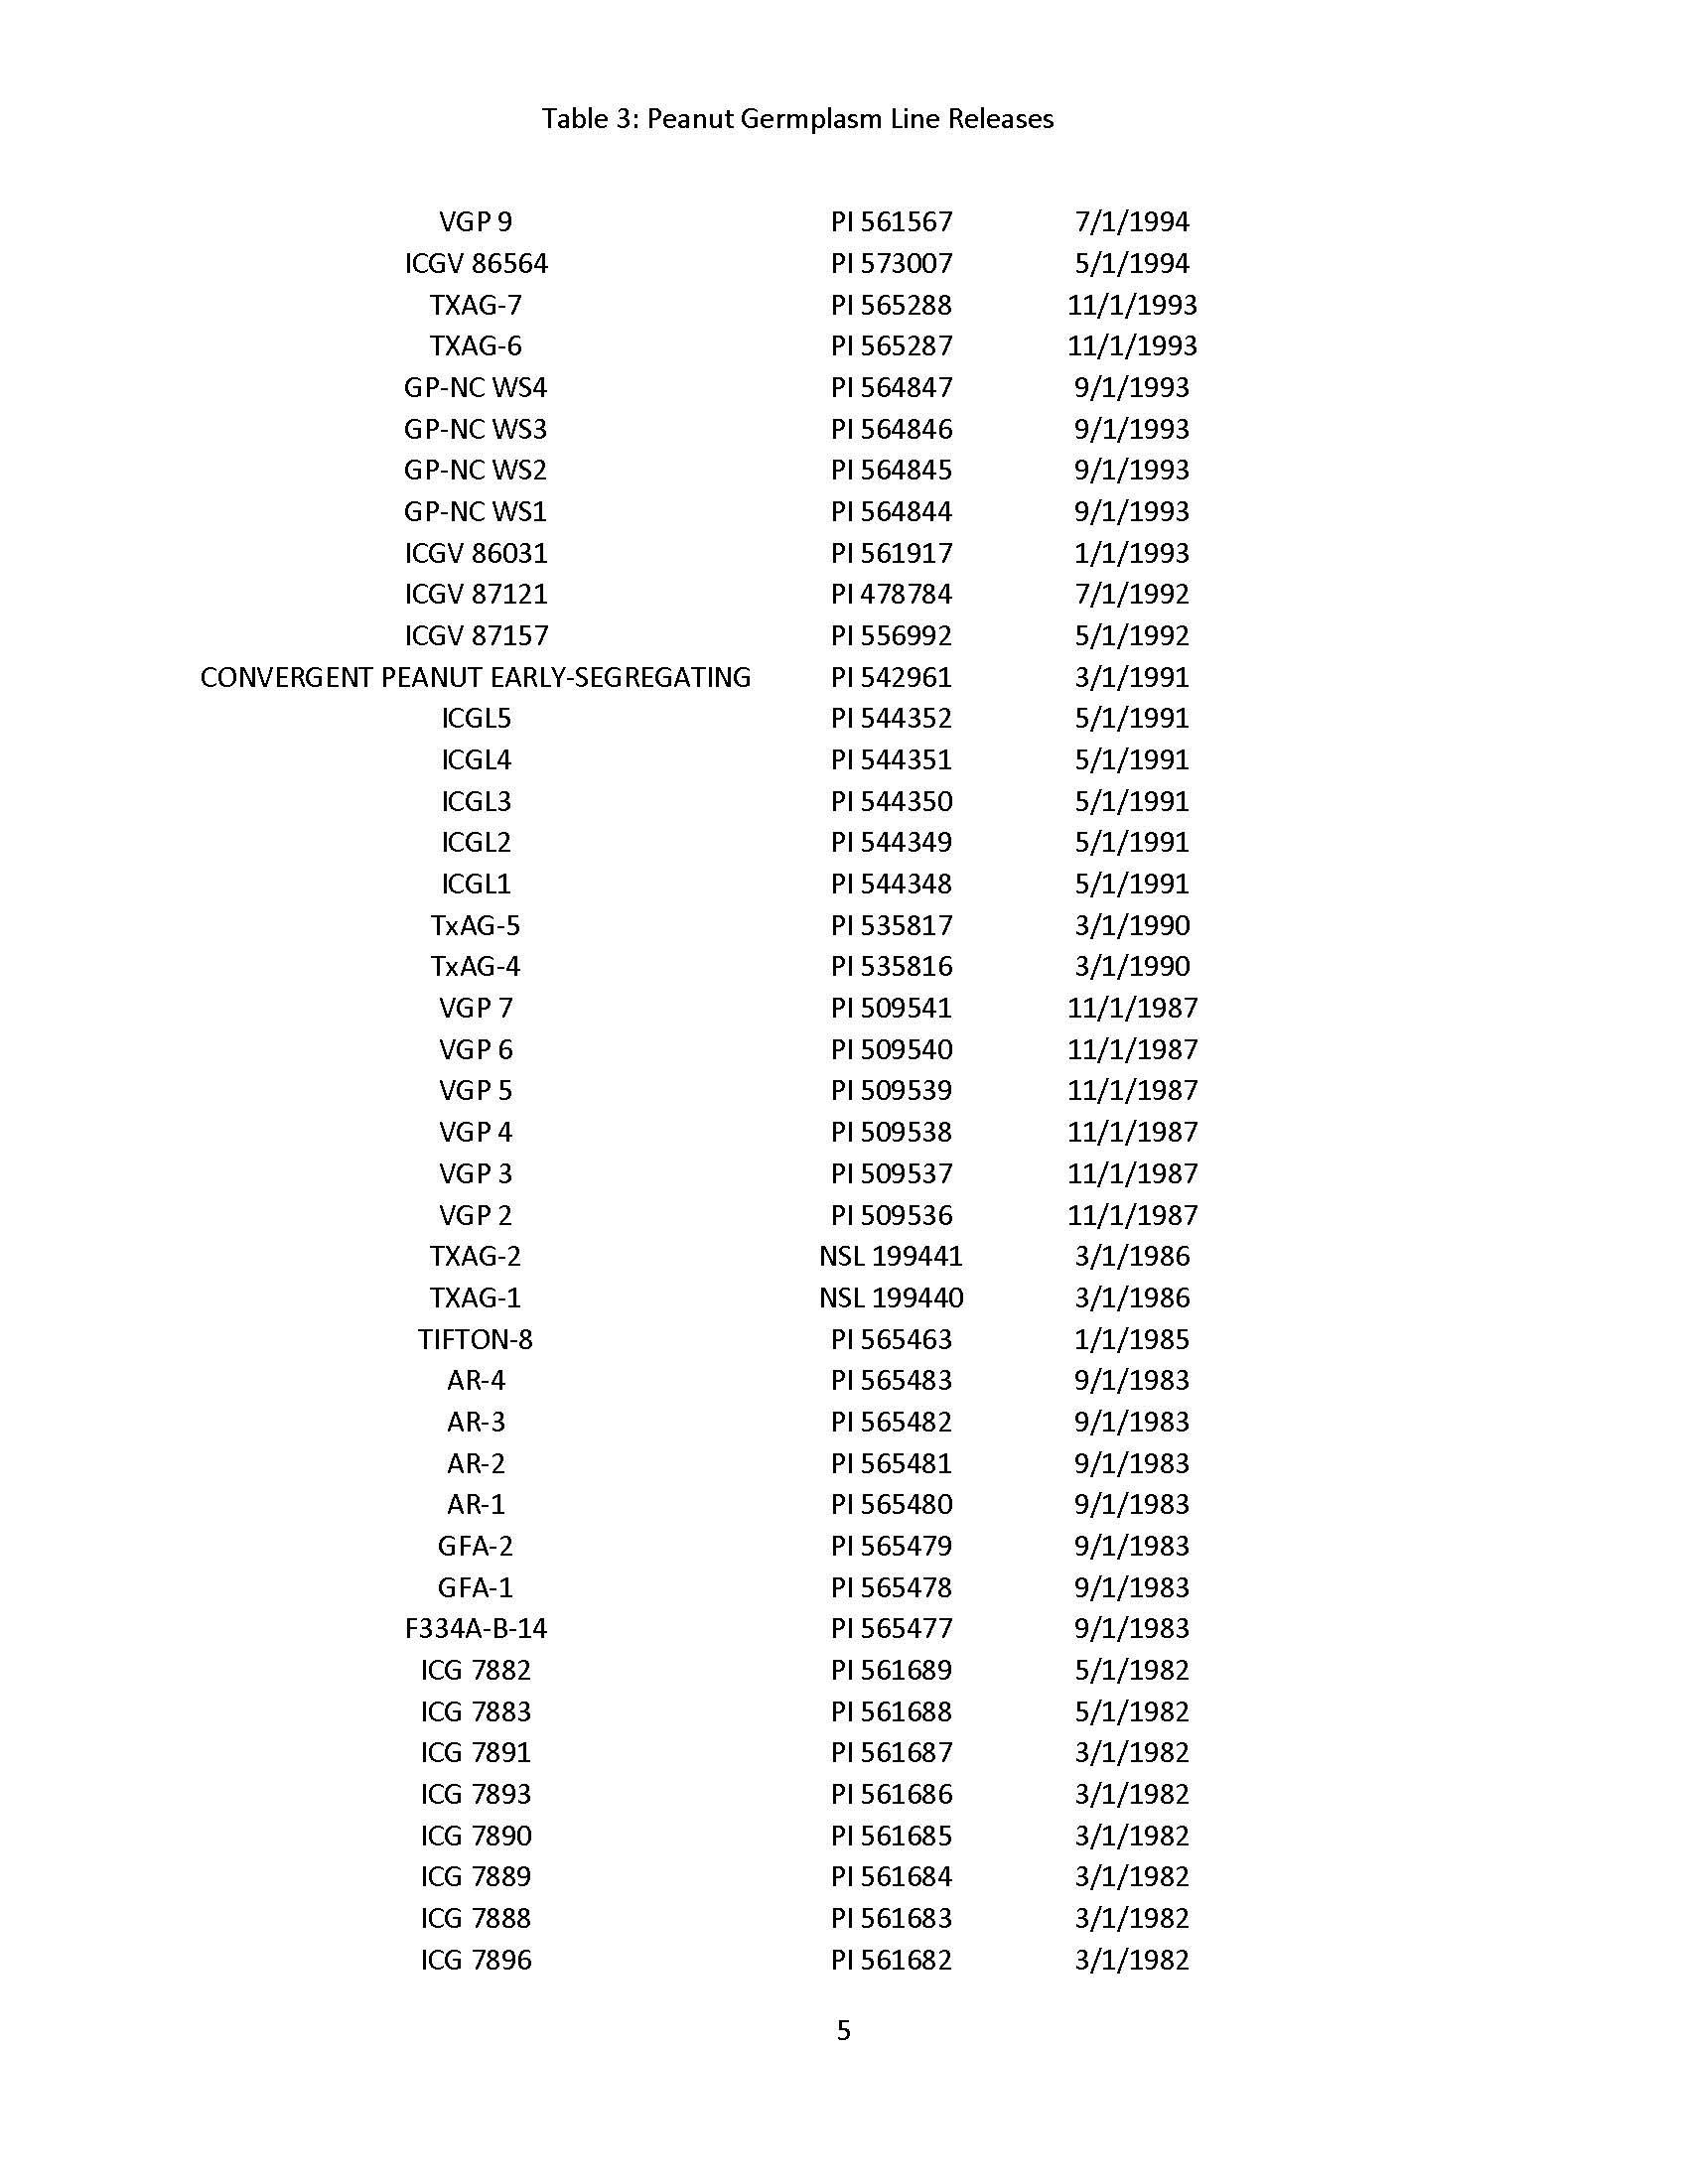 Table 3: Peanut Germplasm Line Releases
VGP 9 PI 561567 7/1/1994
ICGV 86564 PI 573007 5/1/1994
TXAG-7 PI 565288 11/1/1993
TXAG-6 PI 565287 11/1/1993
GP-NC WS4 PI 564847 9/1/1993
GP-NC WS3 PI 564846 9/1/1993
GP-NC WS2 PI 564845 9/1/1993
GP-NC WS1 PI 564844 9/1/1993
ICGV 86031 PI 561917 1/1/1993
ICGV 87121 PI 478784 7/1/1992
ICGV 87157 PI 556992 5/1/1992
CONVERGENT PEANUT EARLY-SEGREGATING PI 542961 3/1/1991
ICGL5 PI 544352 5/1/1991
ICGL4 PI 544351 5/1/1991
ICGL3 PI 544350 5/1/1991
ICGL2 PI 544349 5/1/1991
ICGL1 PI 544348 5/1/1991
TxAG-5 PI 535817 3/1/1990
TxAG-4 PI 535816 3/1/1990
VGP 7 PI 509541 11/1/1987
VGP 6 PI 509540 11/1/1987
VGP 5 PI 509539 11/1/1987
VGP 4 PI 509538 11/1/1987
VGP 3 PI 509537 11/1/1987
VGP 2 PI 509536 11/1/1987
TXAG-2 NSL 199441 3/1/1986
TXAG-1 NSL 199440 3/1/1986
TIFTON-8 PI 565463 1/1/1985
AR-4 PI 565483 9/1/1983
AR-3 PI 565482 9/1/1983
AR-2 PI 565481 9/1/1983
AR-1 PI 565480 9/1/1983
GFA-2 PI 565479 9/1/1983
GFA-1 PI 565478 9/1/1983
F334A-B-14 PI 565477 9/1/1983
ICG 7882 PI 561689 5/1/1982
ICG 7883 PI 561688 5/1/1982
ICG 7891 PI 561687 3/1/1982
ICG 7893 PI 561686 3/1/1982
ICG 7890 PI 561685 3/1/1982
ICG 7889 PI 561684 3/1/1982
ICG 7888 PI 561683 3/1/1982
ICG 7896 PI 561682 3/1/1982
5